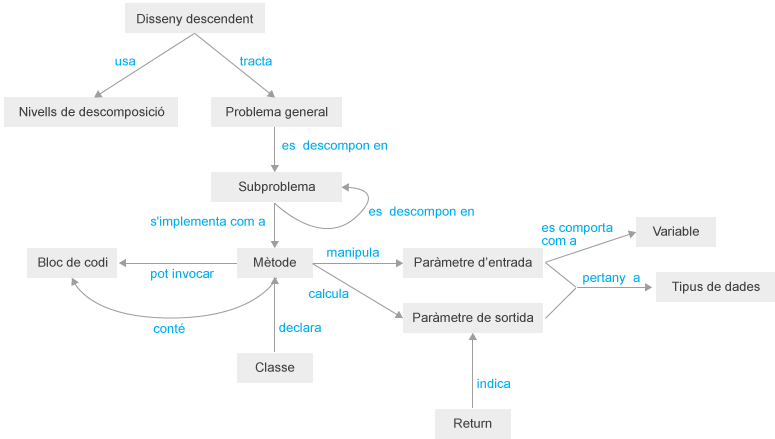 Disseny descendent
usa
tracta
Nivells de descomposició
Problema general
es descompon en
Subproblema
s'implementa com a
es descompon en
Bloc de codi
pot invocar
Mètode
manipula
Paràmetre d'entrada
es comporta
com a
Variable
calcula
pertany a
Tipus de dades
Paràmetre de sortida
conté
declara
Classe
indica
Return